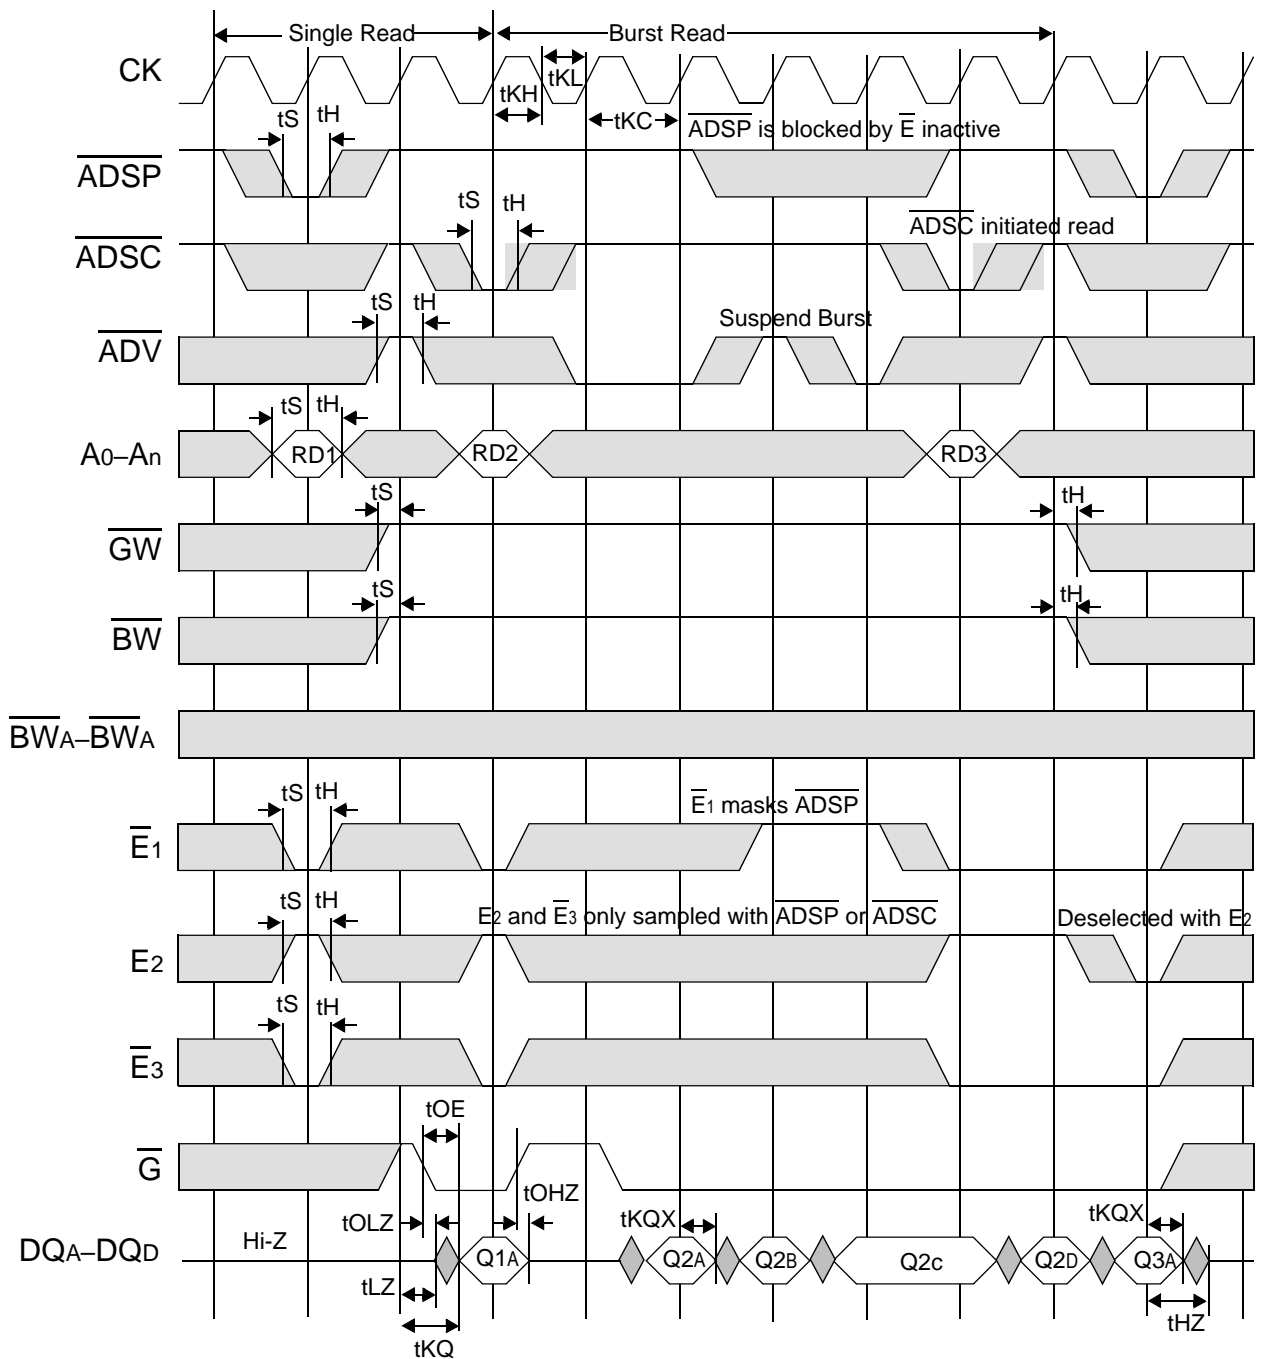 Single Read
Burst Read
CK
tKL
tKH
tS
tH
tKC
ADSP is blocked by E inactive
ADSP
tS
tH
ADSC initiated read
ADSC
tS
tH
Suspend Burst
ADV
tS
tH
A0–An
RD1
RD2
RD3
tS
tH
GW
tS
tH
BW
BWA–BWA
tS
tH
E1 masks ADSP
E1
tS
tH
E2 and E3 only sampled with ADSP or ADSC
Deselected with E2
E2
tS
tH
E3
tOE
G
tOHZ
tOLZ
tKQX
tKQX
DQA–DQD
Hi-Z
Q1A
Q2A
Q2B
Q2c
Q2D
Q3A
tLZ
tHZ
tKQ